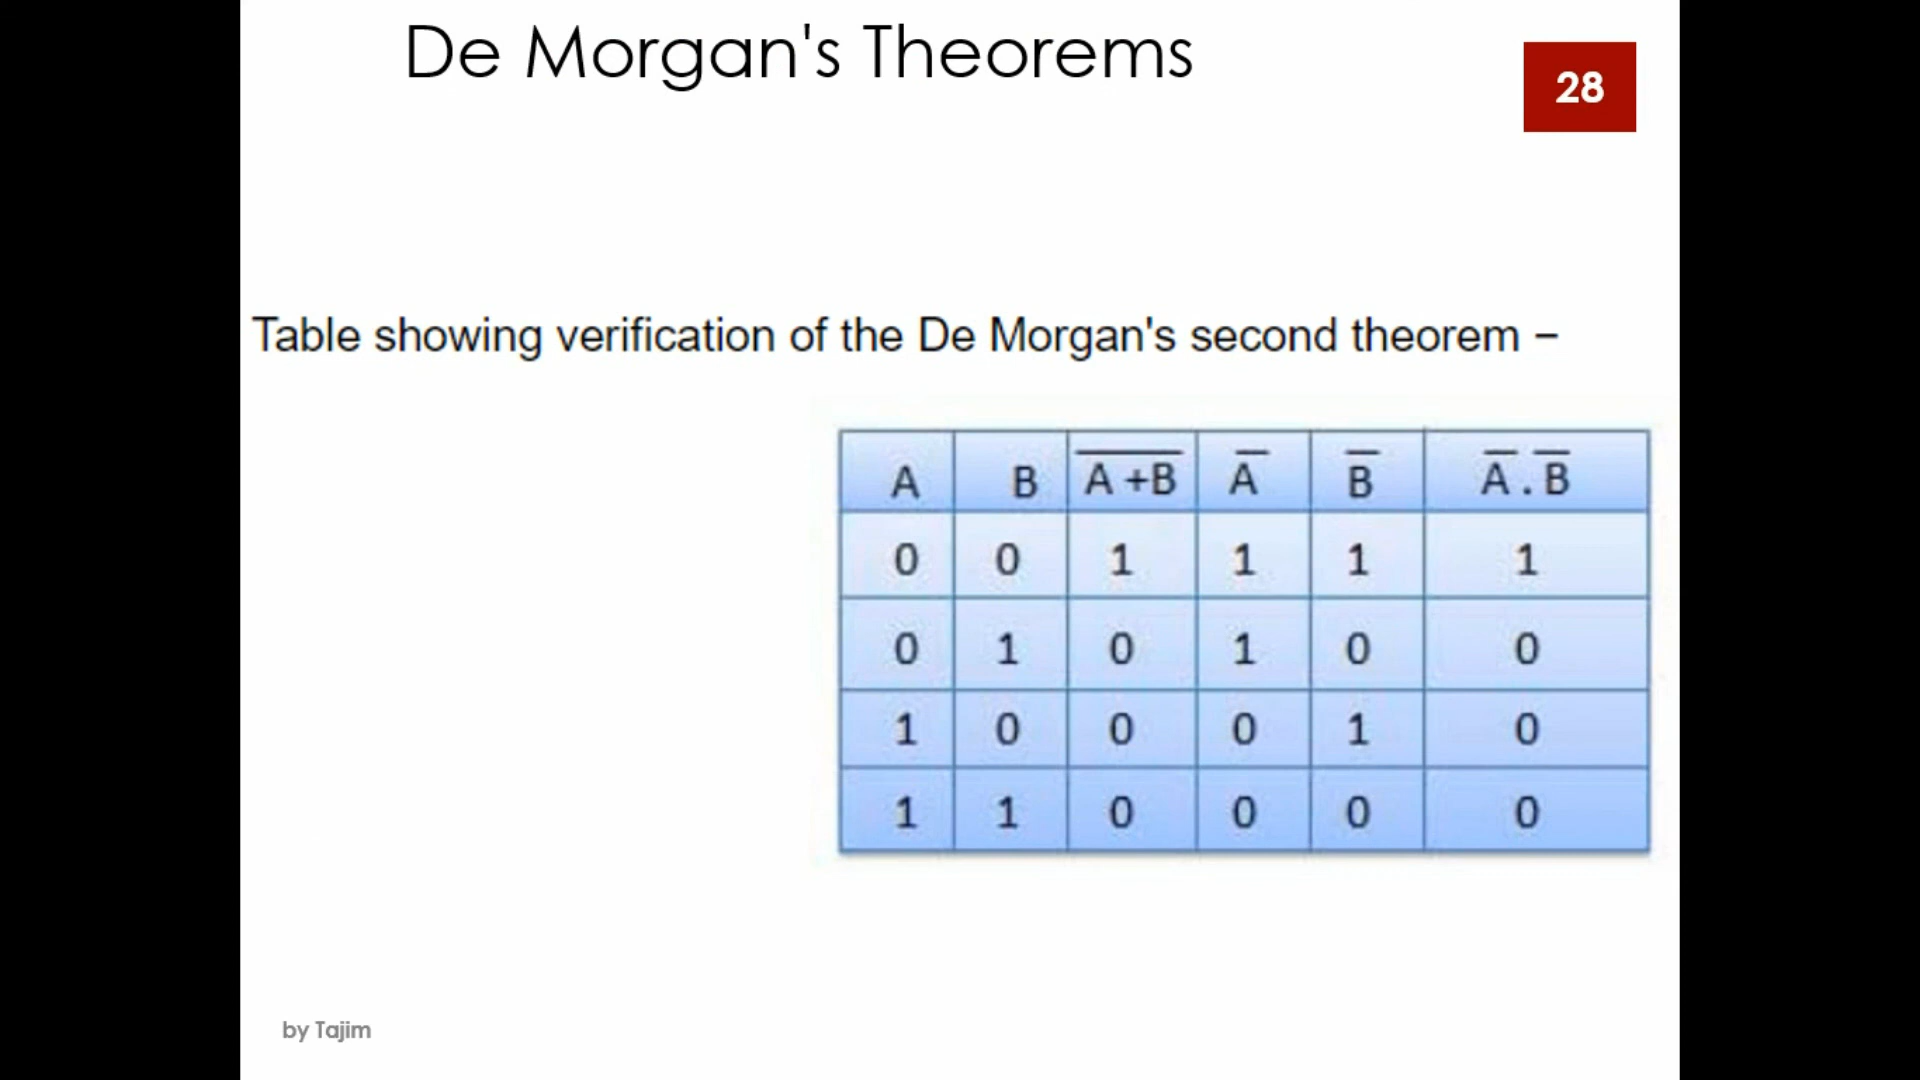 De Morgan's Theorems
28
Table showing verification of the De Morgan's second theorem –
A B A̅ ̅+̅B̅ A̅ B̅ A̅ . B̅
0 0 1 1 1 1
0 1 0 1 0 0
1 0 0 0 1 0
1 1 0 0 0 0
by Tajim